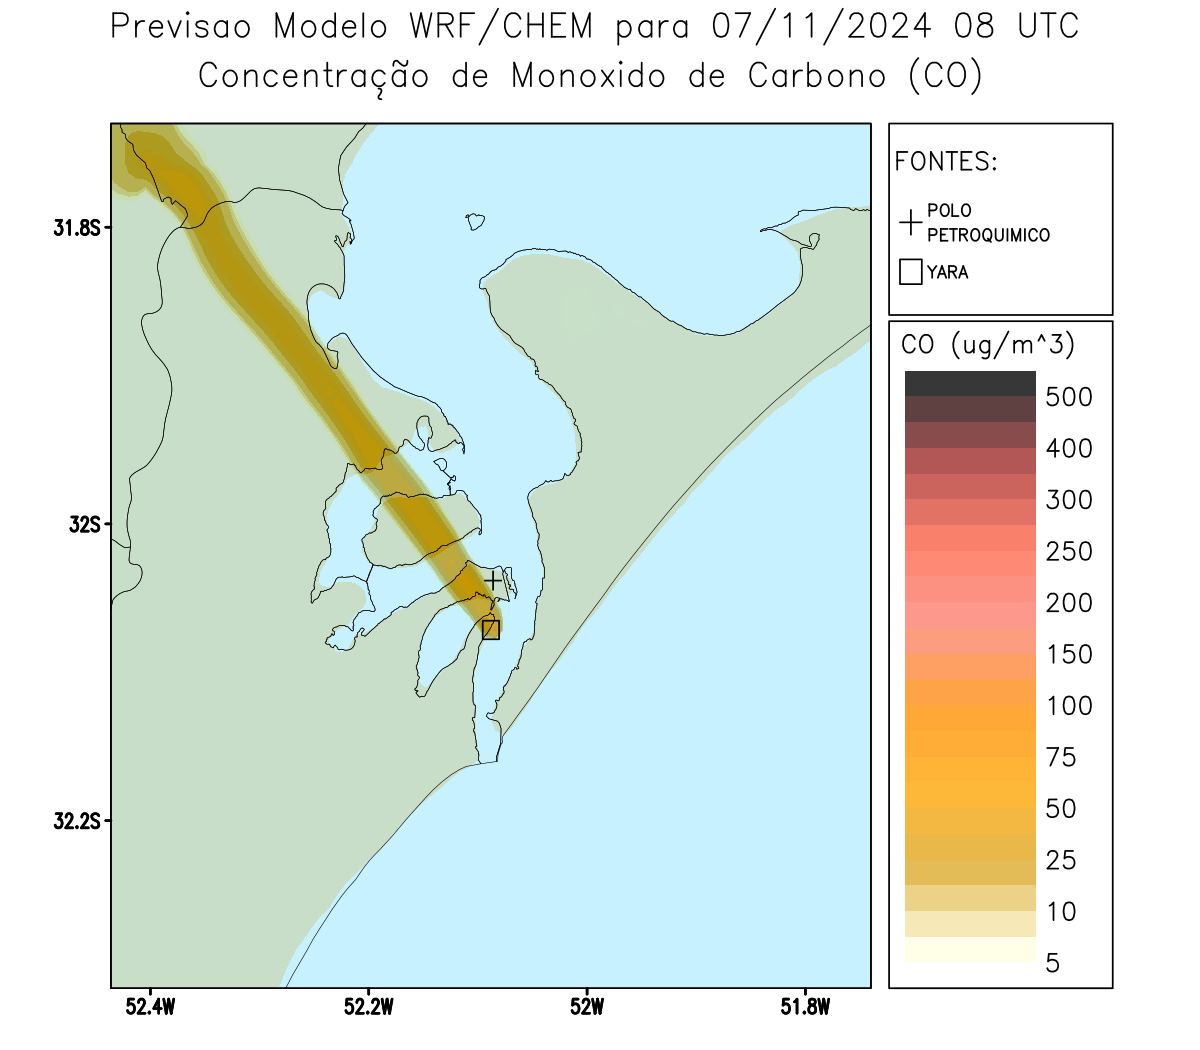 Previsao Modelo WRF/CHEM para 07/11/2024 08 UTC
Concentração de Monoxido de Carbono (CO)
FONTES:
POLO
PETROQUIMICO
YARA
CO (ug/m^3)
500
400
300
250
200
150
100
75
50
25
10
5
31.8S
32S
32.2S
52.4W
52.2W
52W
51.8W